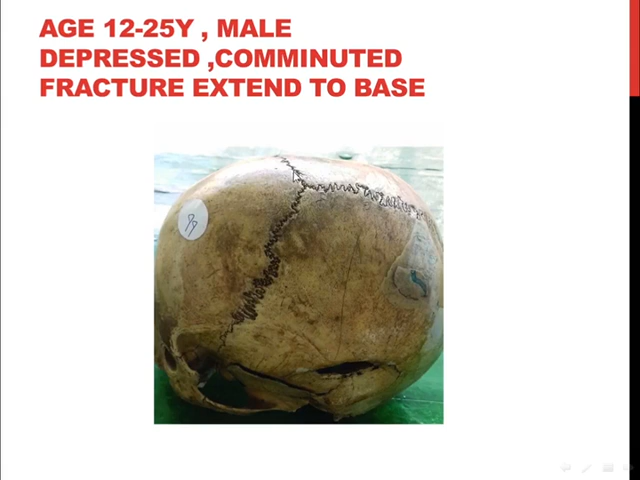 AGE 12-25Y , MALE
DEPRESSED ,COMMINUTED
FRACTURE EXTEND TO BASE